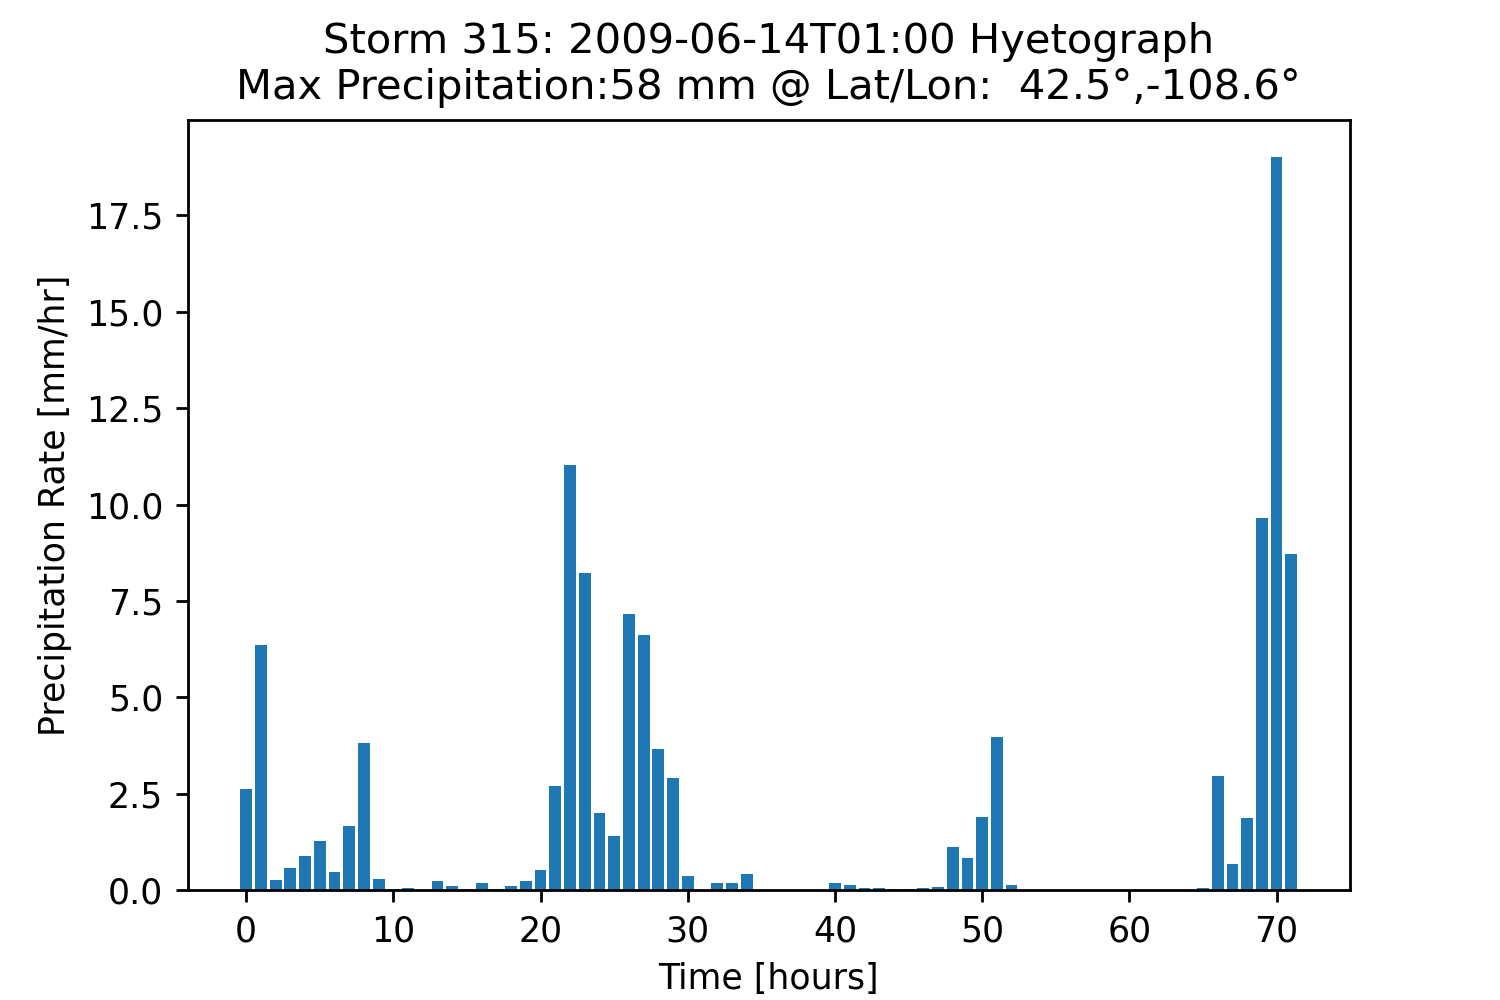 Storm 315: 2009-06-14T01:00 Hyetograph
Max Precipitation:58 mm @ Lat/Lon:  42.5°,-108.6°
Precipitation Rate [mm/hr]
17.5
15.0
12.5
10.0
7.5
5.0
2.5
0.0
0 10 20 30 40 50 60 70
Time [hours]